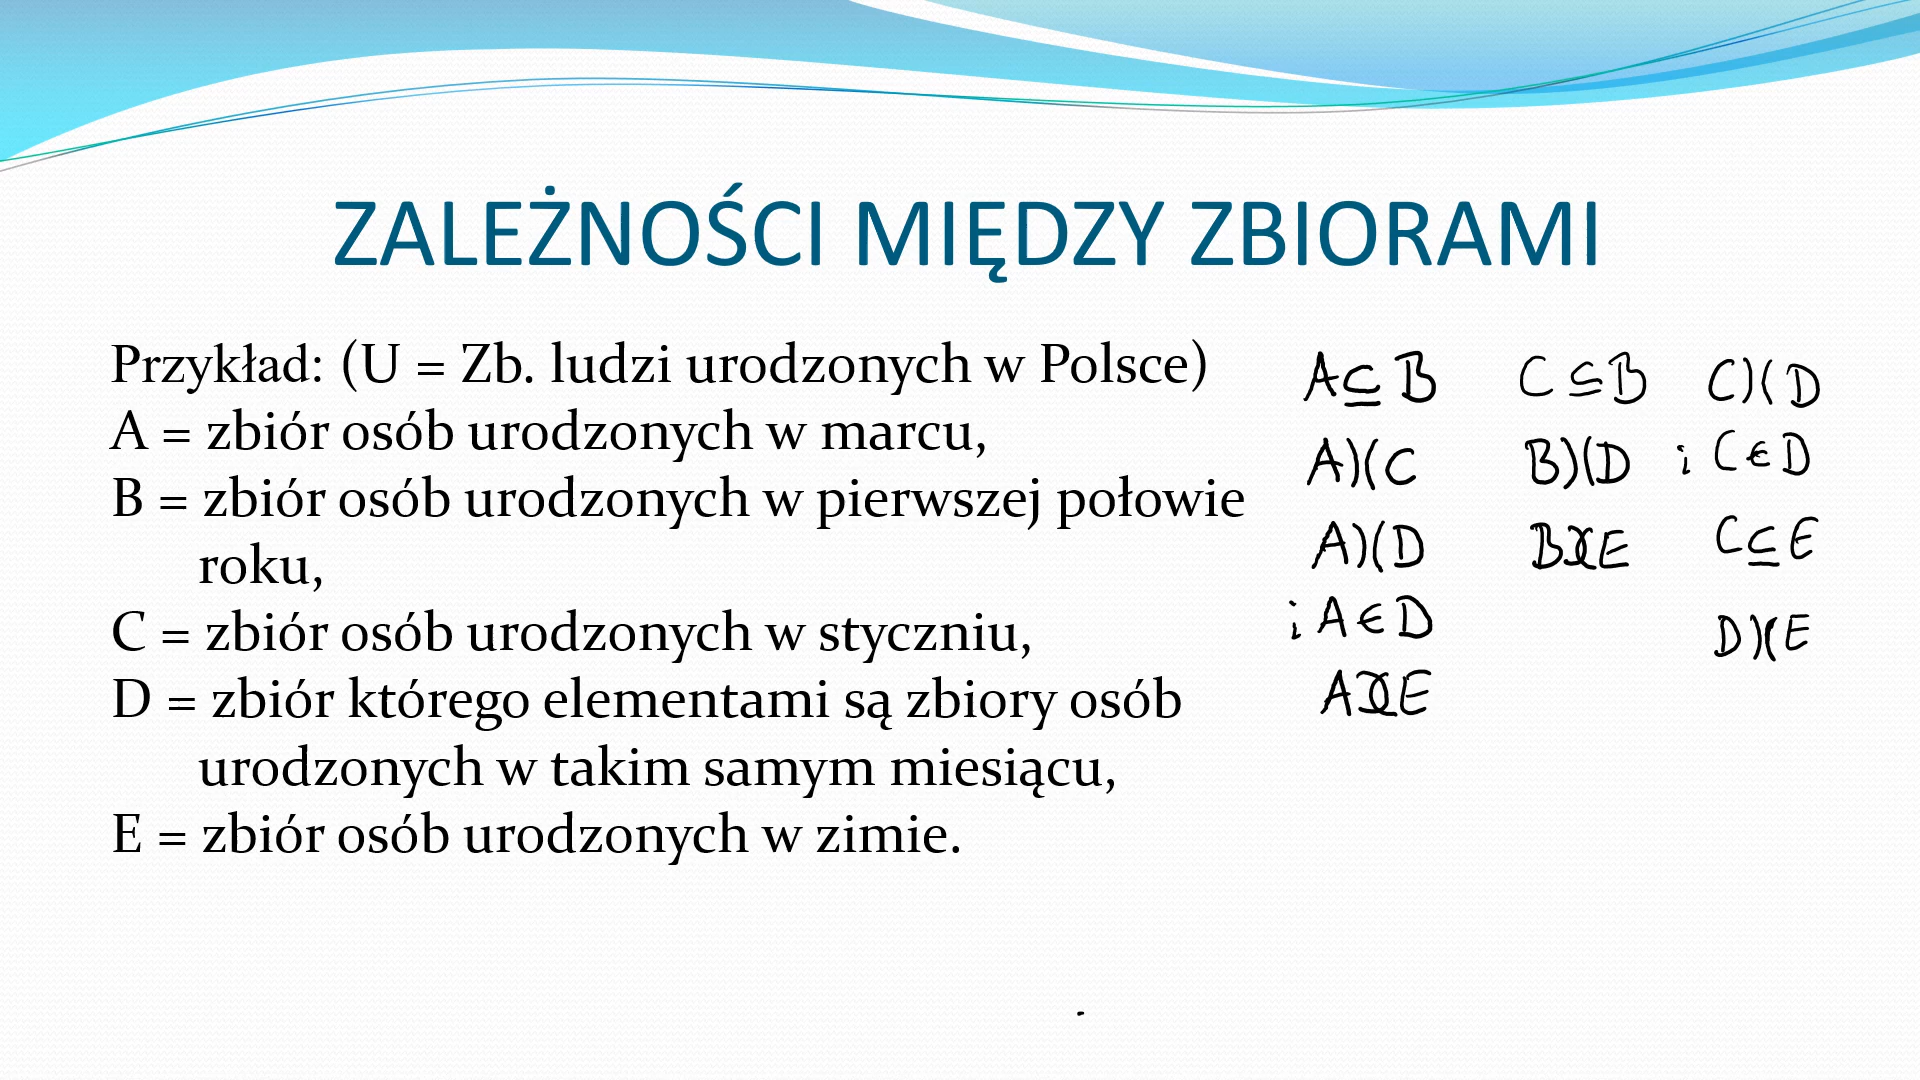 ZALEŻNOŚCI MIĘDZY ZBIORAMI
Przykład: (U = Zb. ludzi urodzonych w Polsce)
A = zbiór osób urodzonych w marcu,
B = zbiór osób urodzonych w pierwszej połowie
roku,
C = zbiór osób urodzonych w styczniu,
D = zbiór którego elementami są zbiory osób
urodzonych w takim samym miesiącu,
E = zbiór osób urodzonych w zimie.
A ⊆ B
A)(C
A)(D
i A ∈ D
A)(E
C ⊆ B
B)(D
B)(E
C)(D
i C ∈ D
C ⊆ E
D)(E